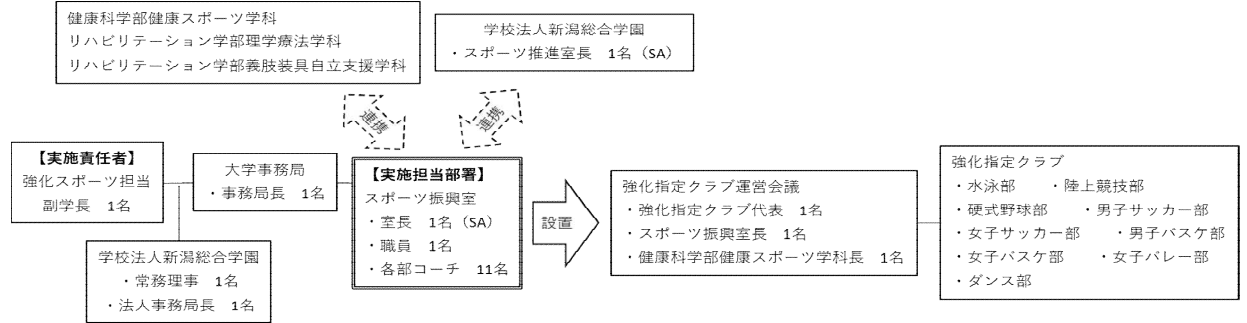 健康科学部健康スポーツ学科
リハビリテーション学部理学療法学科
リハビリテーション学部義肢装具自立支援学科
学校法人新潟総合学園
・スポーツ推進室長 1名（SA）
連携
連携
【実施責任者】
強化スポーツ担当
副学長 1名
大学事務局
・事務局長 1名
学校法人新潟総合学園
・常務理事 1名
・法人事務局長 1名
【実施担当部署】
スポーツ振興室
・室長 1名（SA）
・職員 1名
・各部コーチ 11名
設置
強化指定クラブ運営会議
・強化指定クラブ代表 1名
・スポーツ振興室長 1名
・健康科学部健康スポーツ学科長 1名
強化指定クラブ
・水泳部 ・陸上競技部
・硬式野球部 ・男子サッカー部
・女子サッカー部 ・男子バスケ部
・女子バスケ部 ・女子バレー部
・ダンス部